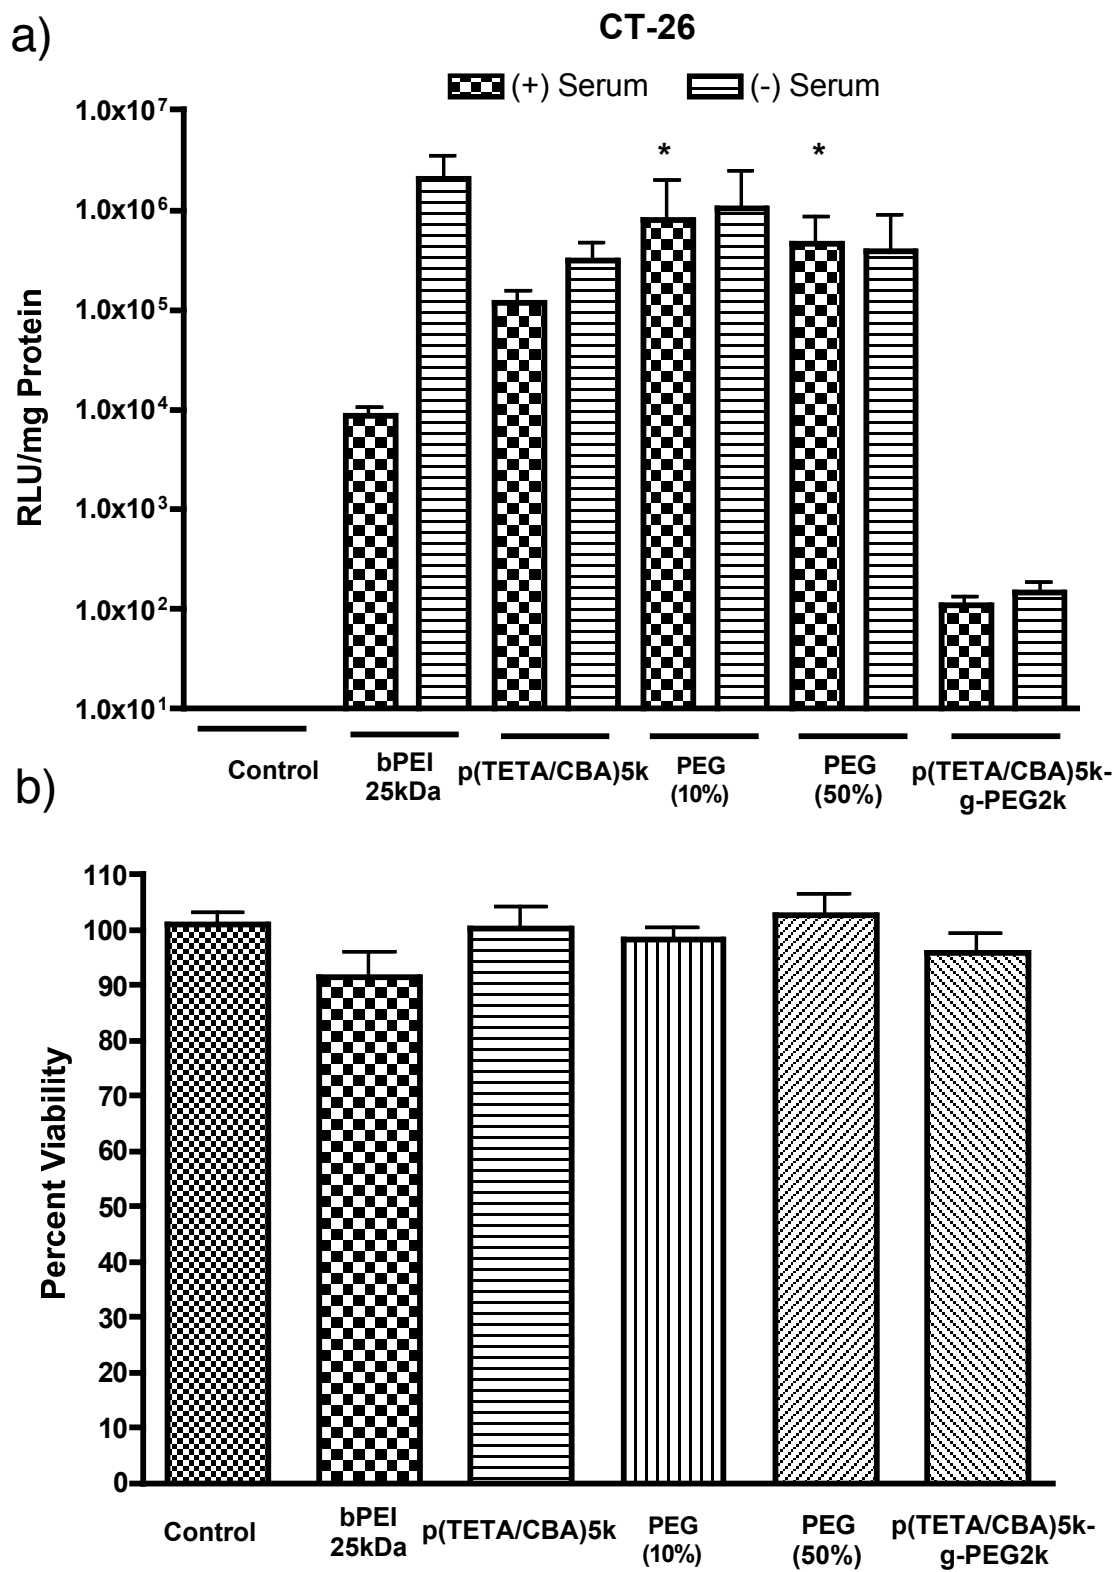 a)
CT-26
(+) Serum (-) Serum
1.0x10⁷
1.0x10⁶
1.0x10⁵
1.0x10⁴
1.0x10³
1.0x10²
1.0x10¹
RLU/mg Protein
* *
Control
bPEI
25kDa
p(TETA/CBA)5k
PEG
(10%)
PEG
(50%)
p(TETA/CBA)5k-
g-PEG2k
b)
110
100
90
80
70
60
50
40
30
20
10
0
Percent Viability
Control
bPEI
25kDa
p(TETA/CBA)5k
PEG
(10%)
PEG
(50%)
p(TETA/CBA)5k-
g-PEG2k